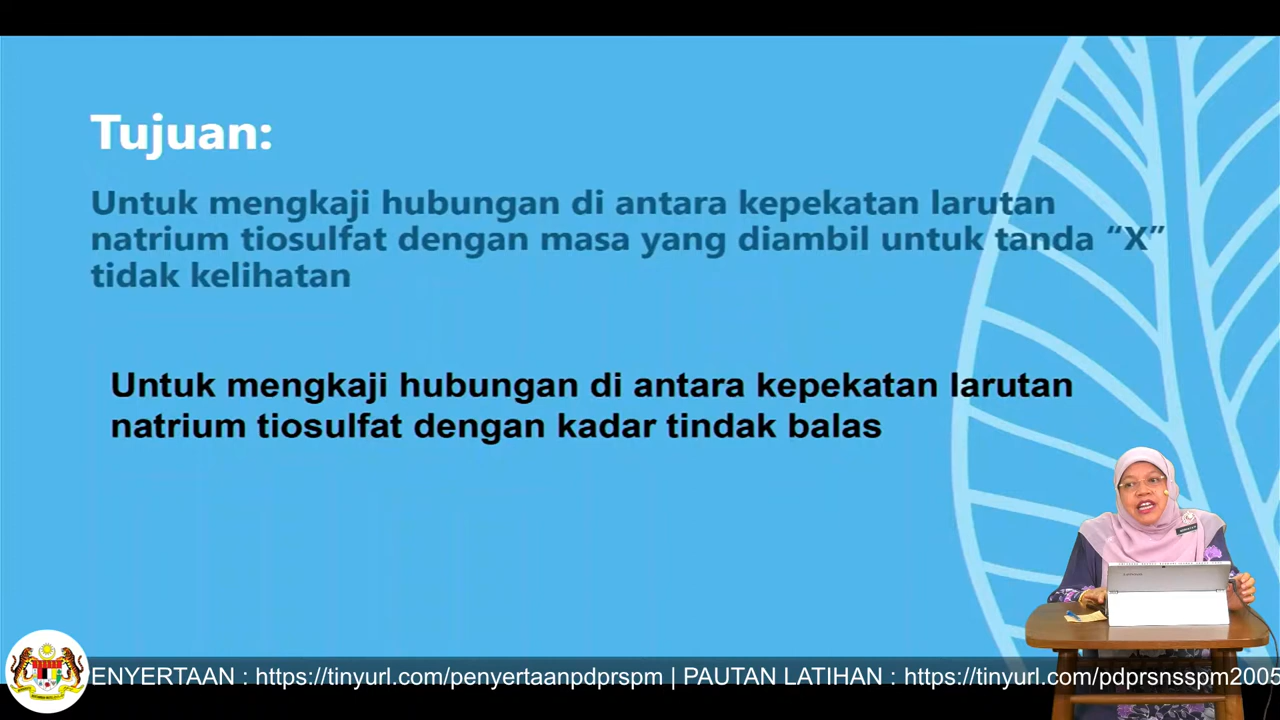 Tujuan:
Untuk mengkaji hubungan di antara kepekatan larutan
natrium tiosulfat dengan masa yang diambil untuk tanda “X”
tidak kelihatan
Untuk mengkaji hubungan di antara kepekatan larutan
natrium tiosulfat dengan kadar tindak balas
ENYERTAAN : https://tinyurl.com/penyertaanpdprspm | PAUTAN LATIHAN : https://tinyurl.com/pdprsnsspm2005